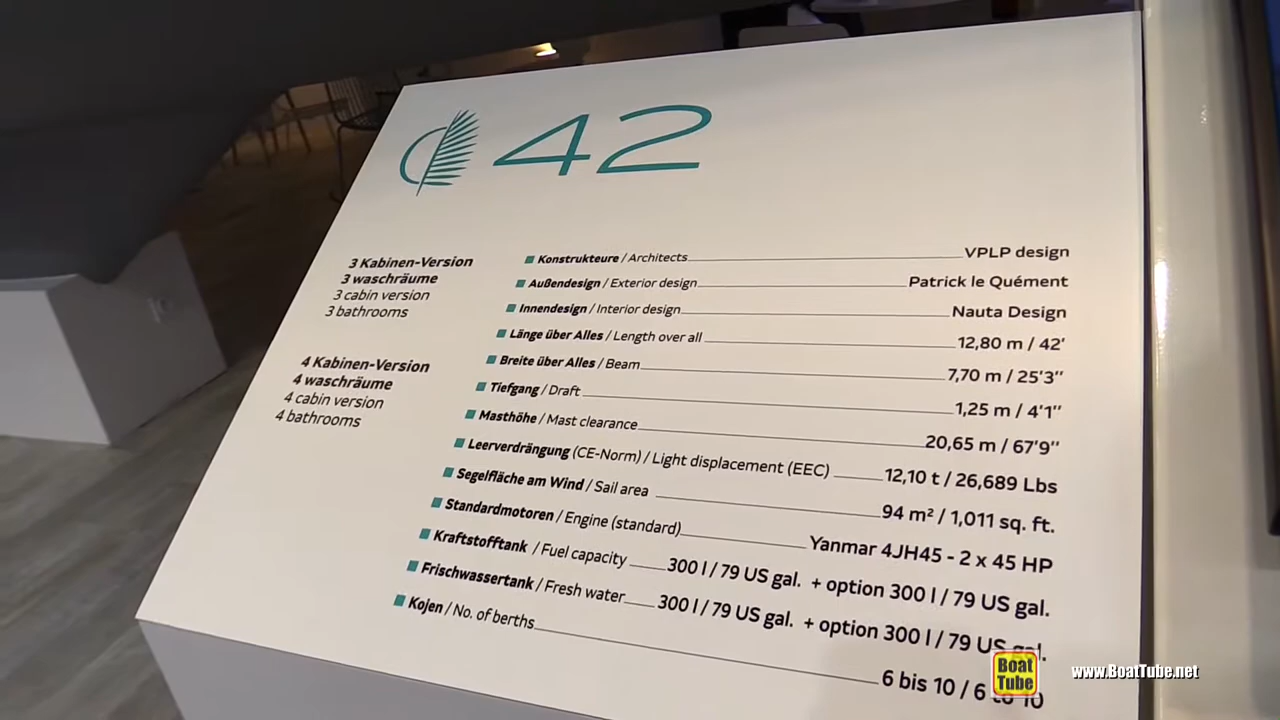 42
3 Kabinen-Version
3 waschräume
3 cabin version
3 bathrooms
4 Kabinen-Version
4 waschräume
4 cabin version
4 bathrooms
Konstrukteure / Architects VPLP design
Außendesign / Exterior design Patrick le Quément
Innendesign / Interior design Nauta Design
Länge über Alles / Length over all 12,80 m / 42'
Breite über Alles / Beam 7,70 m / 25'3''
Tiefgang / Draft 1,25 m / 4'1''
Masthöhe / Mast clearance 20,65 m / 67'9''
Leerverdrängung (CE-Norm) / Light displacement (EEC) 12,10 t / 26,689 Lbs
Segelfläche am Wind / Sail area 94 m² / 1,011 sq. ft.
Standardmotoren / Engine (standard) Yanmar 4JH45 - 2 x 45 HP
Kraftstofftank / Fuel capacity 300 l / 79 US gal. + option 300 l / 79 US gal.
Frischwassertank / Fresh water 300 l / 79 US gal. + option 300 l / 79 US gal.
Kojen / No. of berths 6 bis 10 / 6 to 10
Boat
Tube
www.BoatTube.net